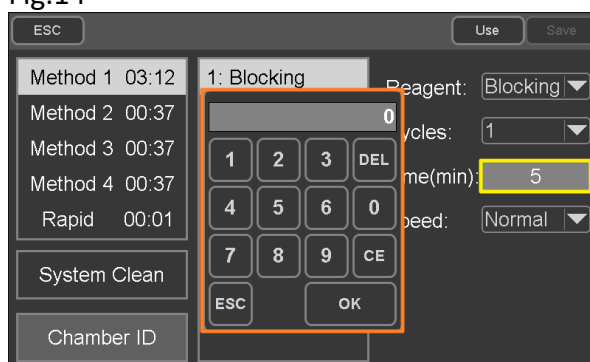 ESC
Use
Save
Method 1 03:12
Method 2 00:37
Method 3 00:37
Method 4 00:37
Rapid 00:01
System Clean
Chamber ID
1: Blocking
0
1 2 3 DEL
4 5 6 0
7 8 9 CE
ESC OK
Reagent: Blocking
ycles: 1
me(min): 5
peed: Normal